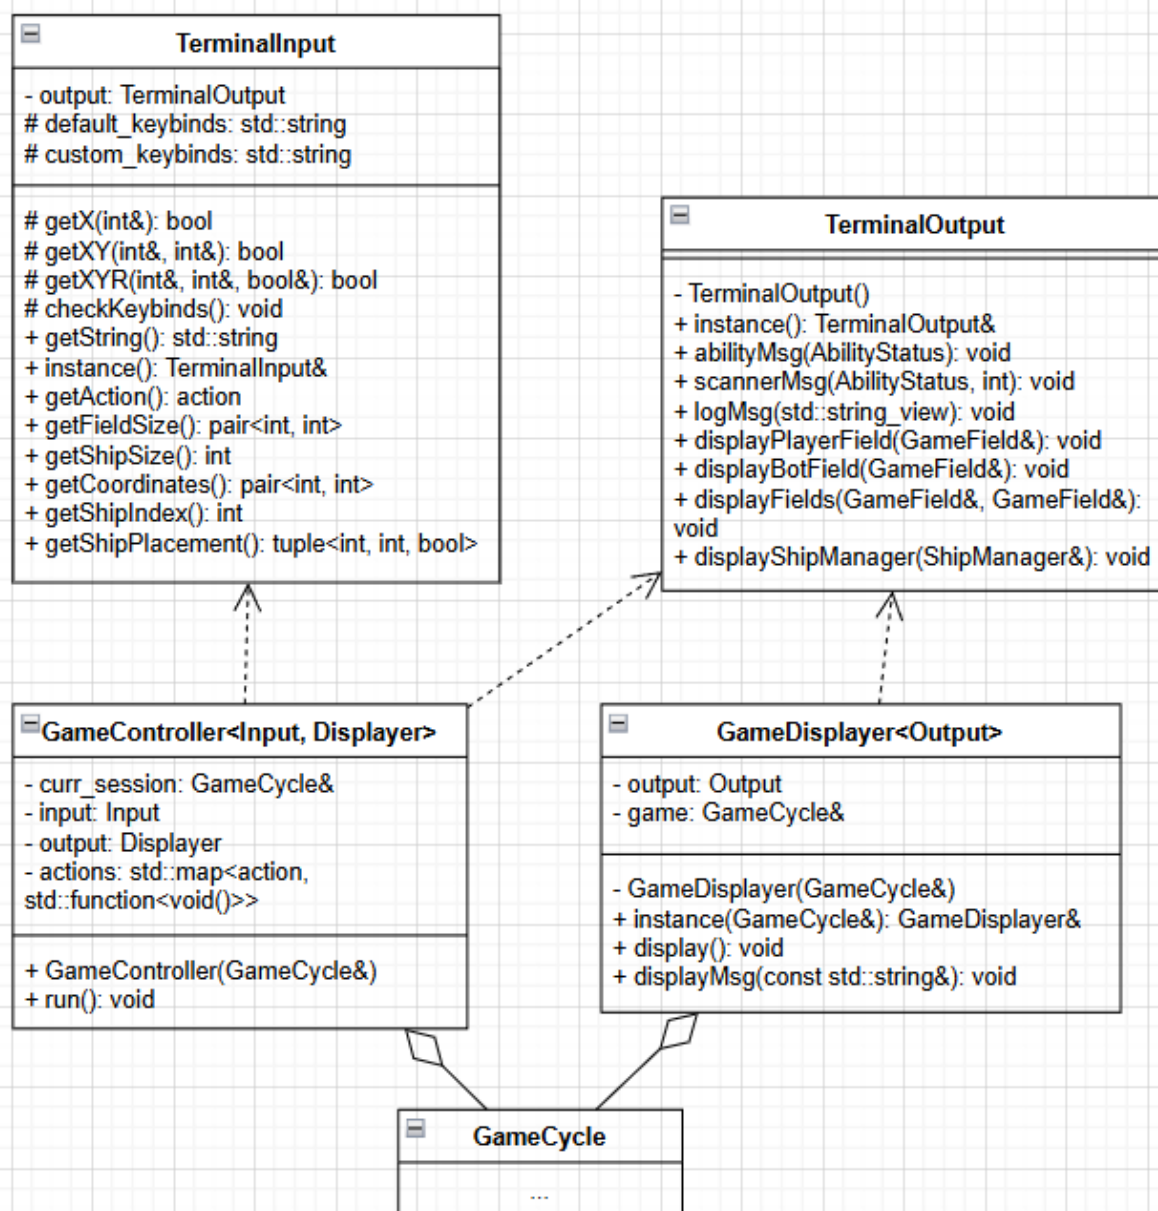 TerminalInput
- output: TerminalOutput
# default_keybinds: std::string
# custom_keybinds: std::string
# getX(int&): bool
# getXY(int&, int&): bool
# getXYR(int&, int&, bool&): bool
# checkKeybinds(): void
+ getString(): std::string
+ instance(): TerminalInput&
+ getAction(): action
+ getFieldSize(): pair<int, int>
+ getShipSize(): int
+ getCoordinates(): pair<int, int>
+ getShipIndex(): int
+ getShipPlacement(): tuple<int, int, bool>
TerminalOutput
- TerminalOutput()
+ instance(): TerminalOutput&
+ abilityMsg(AbilityStatus): void
+ scannerMsg(AbilityStatus, int): void
+ logMsg(std::string_view): void
+ displayPlayerField(GameField&): void
+ displayBotField(GameField&): void
+ displayFields(GameField&, GameField&):
void
+ displayShipManager(ShipManager&): void
GameController<Input, Displayer>
- curr_session: GameCycle&
- input: Input
- output: Displayer
- actions: std::map<action,
std::function<void()>>
+ GameController(GameCycle&)
+ run(): void
GameDisplayer<Output>
- output: Output
- game: GameCycle&
- GameDisplayer(GameCycle&)
+ instance(GameCycle&): GameDisplayer&
+ display(): void
+ displayMsg(const std::string&): void
GameCycle
...